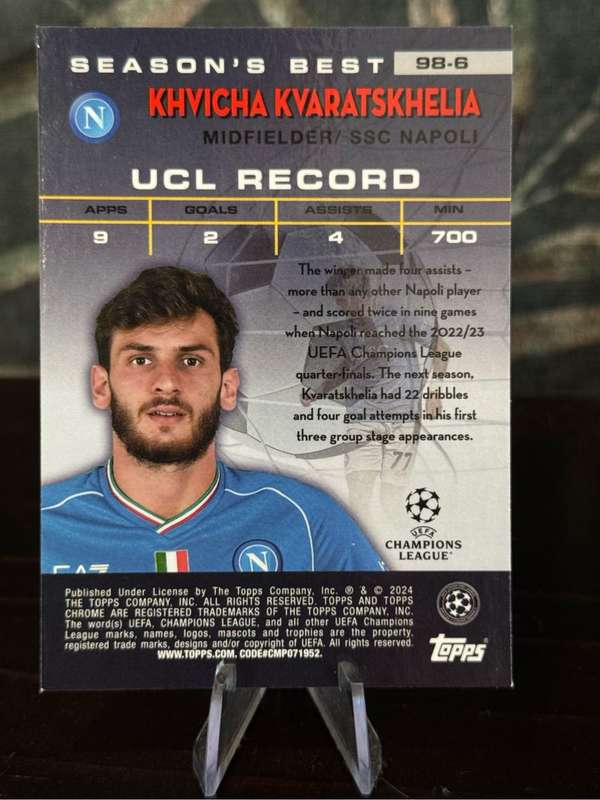 SEASON'S BEST 98-6
N KHVICHA KVARATSKHELIA
MIDFIELDER/ SSC NAPOLI
UCL RECORD
APPS GOALS ASSISTS MIN
9 2 4 700
The winger made four assists –
more than any other Napoli player
– and scored twice in nine games
when Napoli reached the 2022/23
UEFA Champions League
quarter-finals. The next season,
Kvaratskhelia had 22 dribbles
and four goal attempts in his first
three group stage appearances.
77
UEFA
CHAMPIONS
LEAGUE
EA7 N
Published Under License by The Topps Company, Inc. ® & © 2024
THE TOPPS COMPANY, INC. ALL RIGHTS RESERVED. TOPPS AND TOPPS
CHROME ARE REGISTERED TRADEMARKS OF THE TOPPS COMPANY, INC.
The word(s) UEFA, CHAMPIONS LEAGUE, and all other UEFA Champions
League marks, names, logos, mascots and trophies are the property,
registered trade marks, designs and/or copyright of UEFA. All rights reserved.
WWW.TOPPS.COM. CODE#CMP071952.
Topps